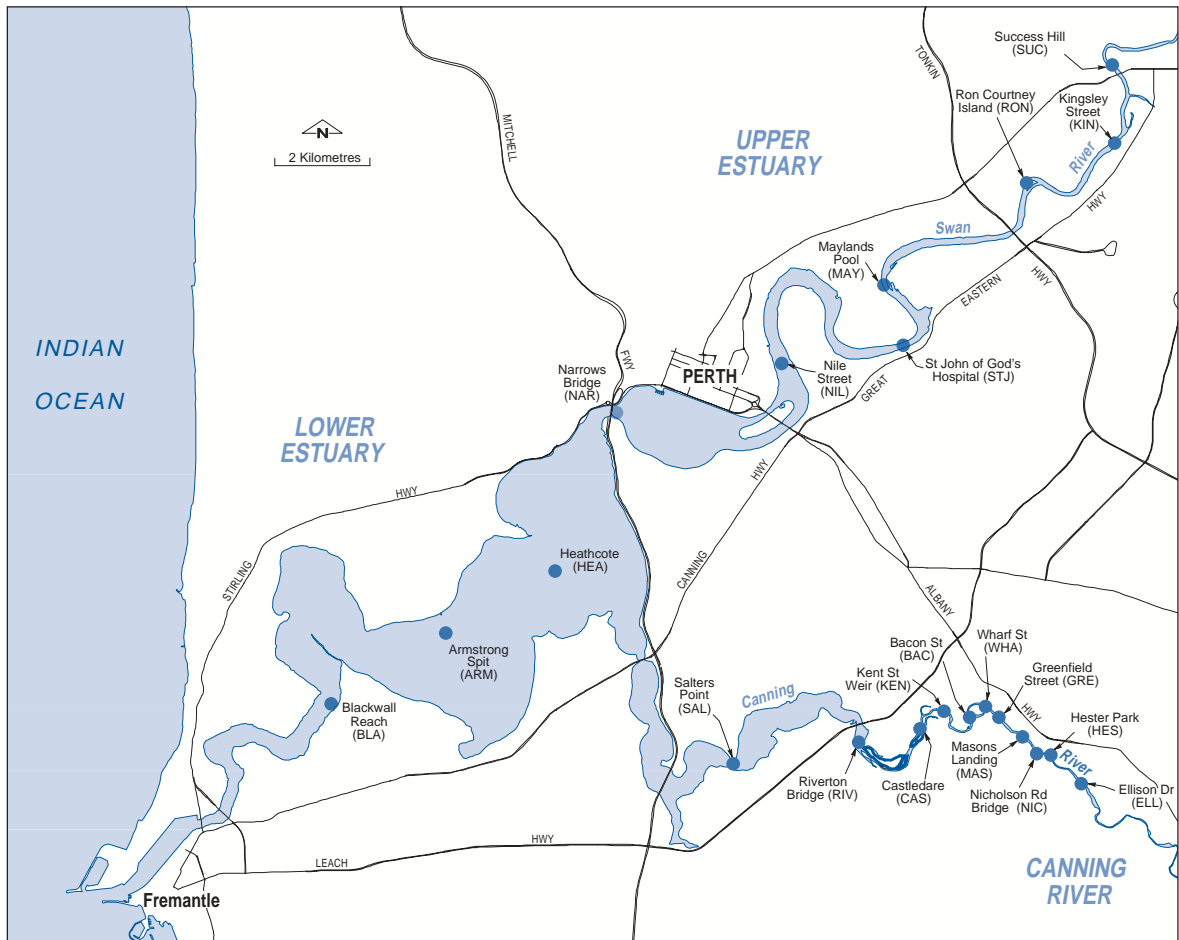 Success Hill
(SUC)
TONKIN
Ron Courtney
Island (RON)
Kingsley
Street
(KIN)
MITCHELL
N
2 Kilometres
UPPER
ESTUARY
River
HWY
Swan
Maylands
Pool
(MAY)
HWY
EASTERN
INDIAN
OCEAN
FWY
Narrows
Bridge
(NAR)
PERTH
Nile
Street
(NIL)
GREAT
St John of God's
Hospital (STJ)
LOWER
ESTUARY
HWY
HWY
STIRLING
Heathcote
(HEA)
CANNING
ALBANY
Armstrong
Spit
(ARM)
Blackwall
Reach
(BLA)
Salters
Point
(SAL)
Canning
Bacon St
(BAC)
Wharf St
(WHA)
Kent St
Weir (KEN)
Greenfield
Street (GRE)
HWY
Hester Park
(HES)
Masons
Landing
(MAS)
River
Riverton
Bridge (RIV)
Castledare
(CAS)
Nicholson Rd
Bridge (NIC)
Ellison Dr
(ELL)
HWY
LEACH
CANNING
RIVER
Fremantle